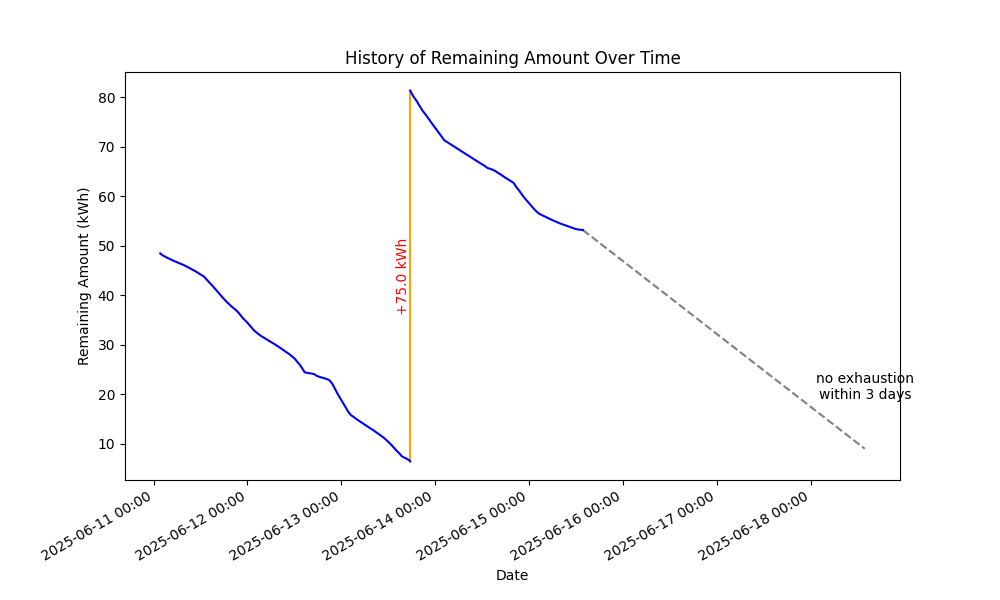 History of Remaining Amount Over Time
Remaining Amount (kWh)
80
70
60
50
40
30
20
10
+75.0 kWh
no exhaustion
within 3 days
2025-06-11 00:00
2025-06-12 00:00
2025-06-13 00:00
2025-06-14 00:00
2025-06-15 00:00
2025-06-16 00:00
2025-06-17 00:00
2025-06-18 00:00
Date